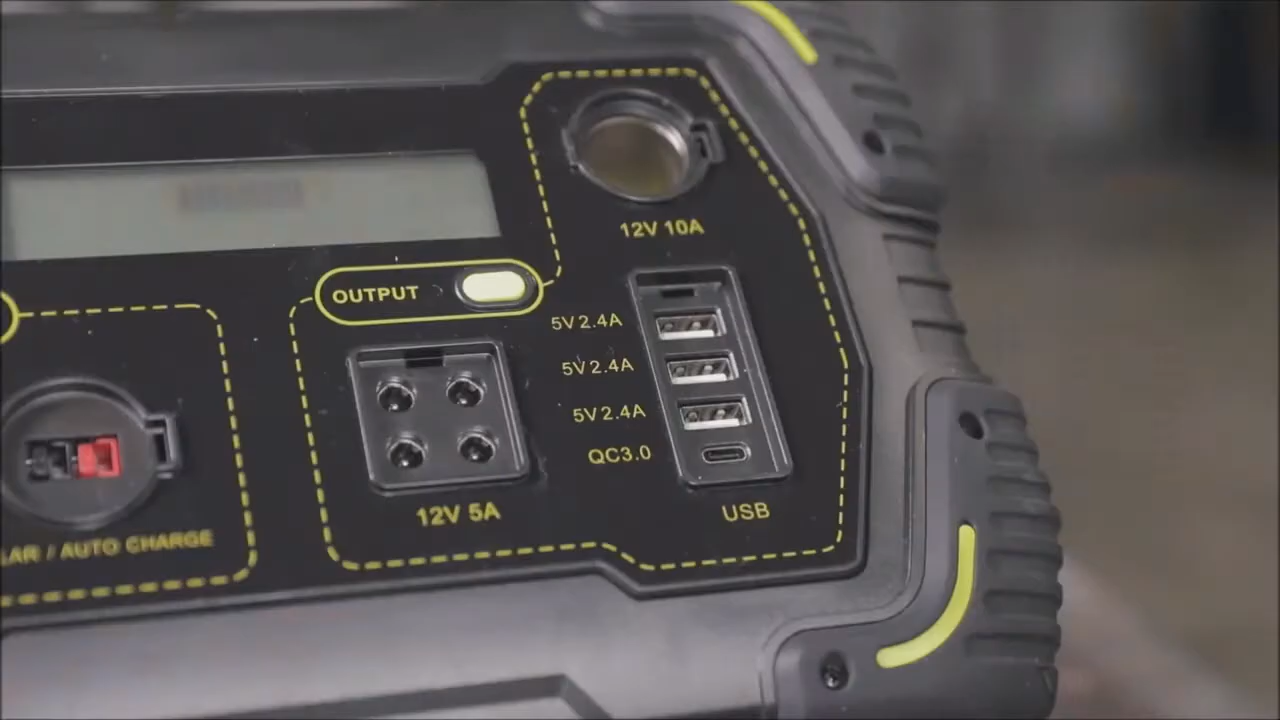 12V 10A
OUTPUT
5V 2.4A
5V 2.4A
5V 2.4A
QC3.0
12V 5A
USB
/ AUTO CHARGE